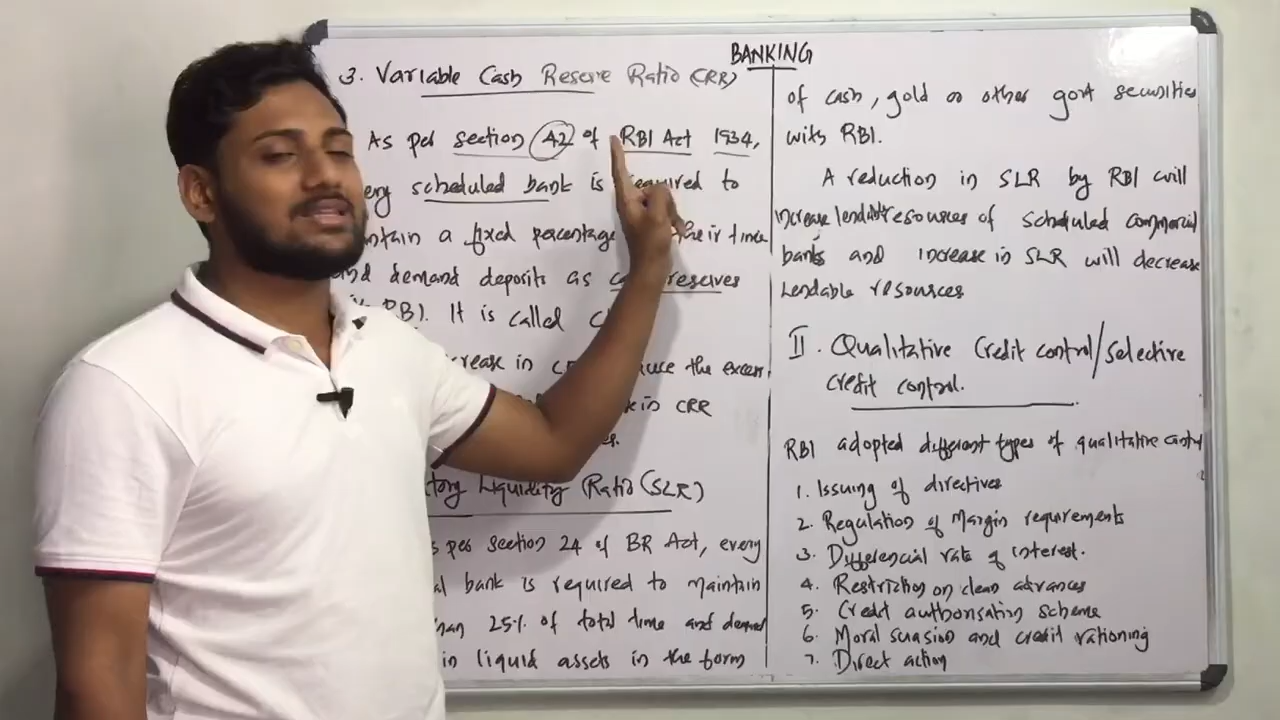 BANKING
3. Variable Cash Reserve Ratio (CRR)
As per section 42 of RBI Act 1934,
scheduled bank is required to
a fixed percentage their time
demand deposits as reserves
RBI. It is called
in the excess
in CRR
Liquidity Ratio (SLR)
per section 24 of BR Act, every
bank is required to maintain
25% of total time and demand
in liquid assets in the form
of cash, gold or other govt securities
with RBI.
A reduction in SLR by RBI will
increase lendable resources of scheduled commercial
banks and increase in SLR will decrease
Lendable resources
II. Qualitative Credit control/Selective
credit control.
RBI adopted different types of qualitative
1. Issuing of directives
2. Regulation of Margin requirements
3. Differencial rate of interest.
4. Restriction on clean advances
5. Credit authorisation scheme
6. Moral suasion and credit rationing
7. Direct action